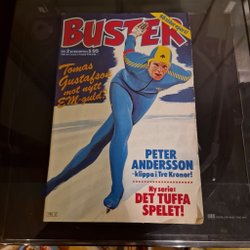 BUSTER
Tomas
Gustafson
mot nytt
EM-guld?
PETER
ANDERSSON
-klippa i Tre Kronor!
Ny serie:
DET TUFFA
SPELET!